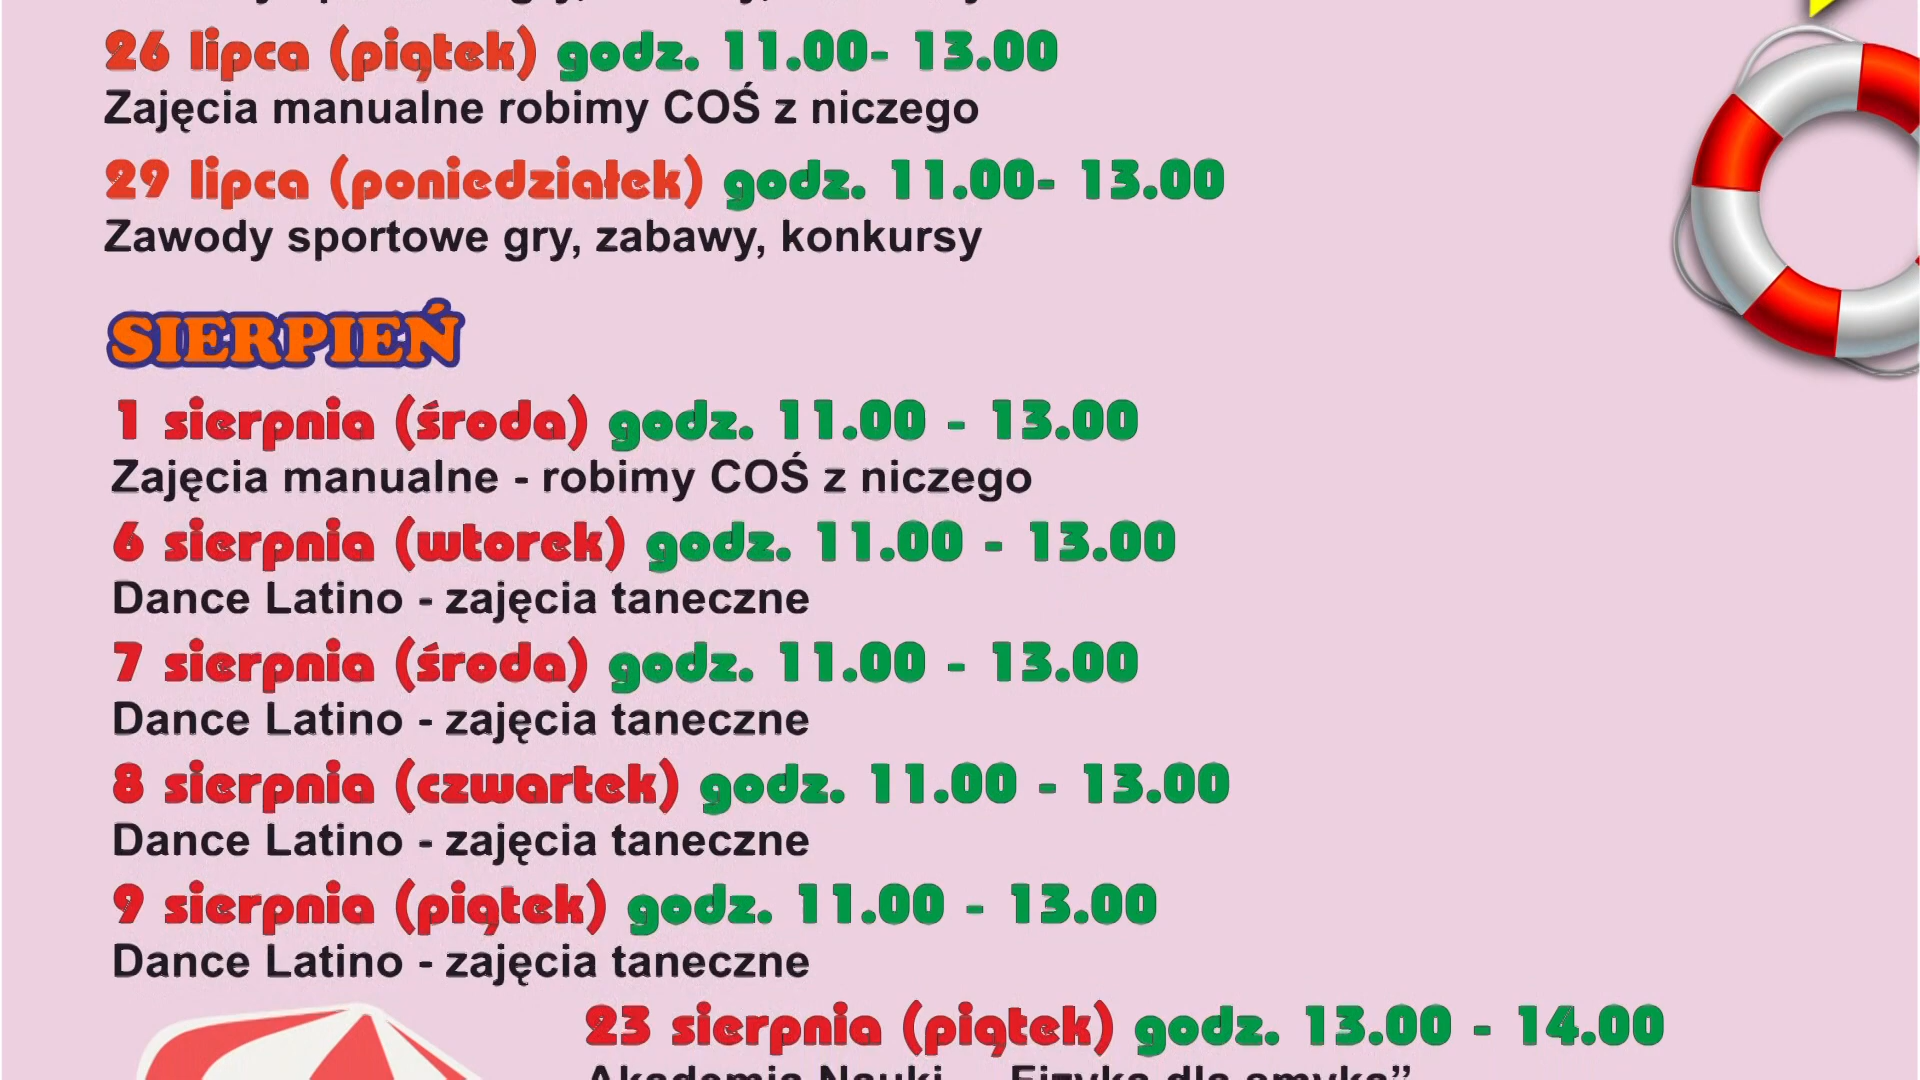 26 lipca (piątek) godz. 11.00- 13.00
Zajęcia manualne robimy COŚ z niczego
29 lipca (poniedziałek) godz. 11.00- 13.00
Zawody sportowe gry, zabawy, konkursy
SIERPIEŃ
1 sierpnia (środa) godz. 11.00 - 13.00
Zajęcia manualne - robimy COŚ z niczego
6 sierpnia (wtorek) godz. 11.00 - 13.00
Dance Latino - zajęcia taneczne
7 sierpnia (środa) godz. 11.00 - 13.00
Dance Latino - zajęcia taneczne
8 sierpnia (czwartek) godz. 11.00 - 13.00
Dance Latino - zajęcia taneczne
9 sierpnia (piątek) godz. 11.00 - 13.00
Dance Latino - zajęcia taneczne
23 sierpnia (piątek) godz. 13.00 - 14.00
Akademia Nauki